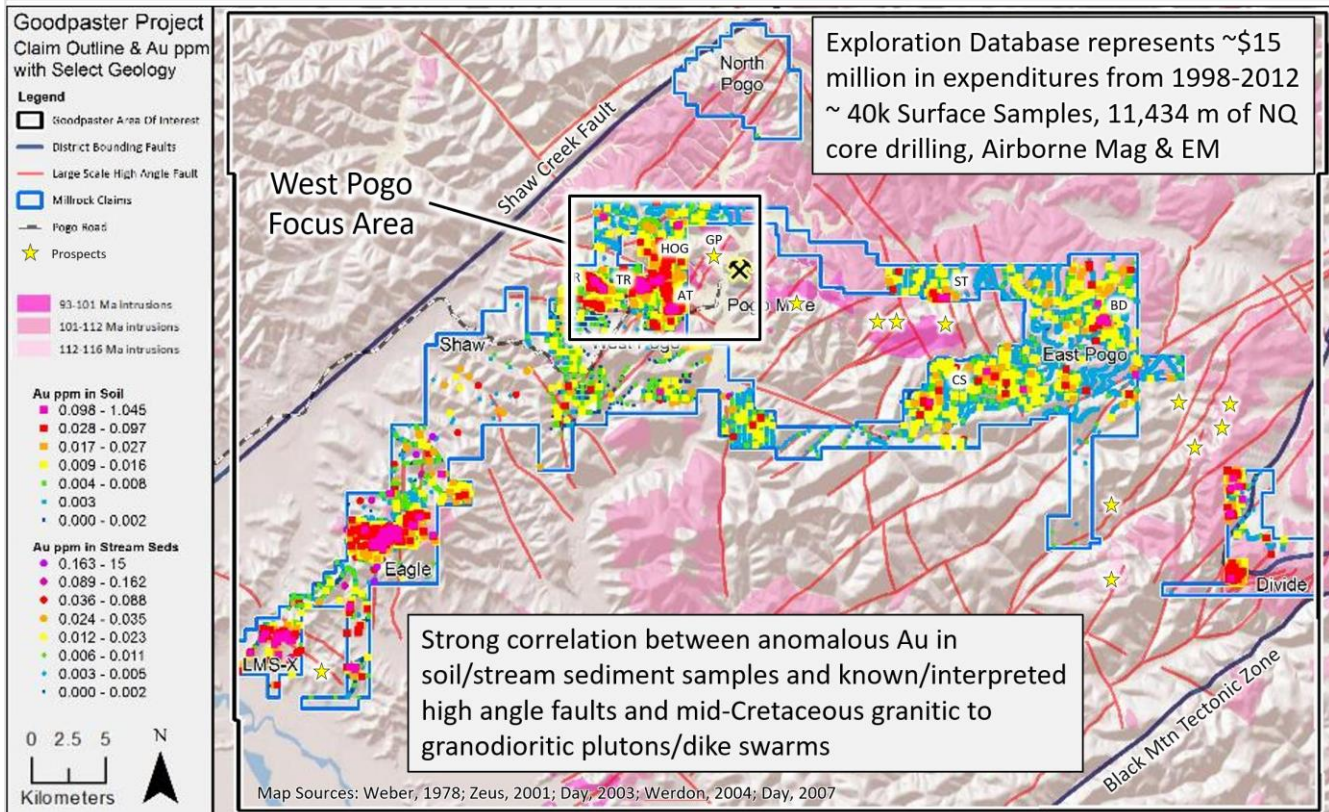 Goodpaster Project
Claim Outline & Au ppm
with Select Geology
Legend
Goodpaster Area Of Interest
District Bounding Faults
Large Scale High Angle Fault
Millrock Claims
Pogo Road
Prospects
93-101 Ma intrusions
101-112 Ma intrusions
112-116 Ma intrusions
Au ppm in Soil
0.098 - 1.045
0.028 - 0.097
0.017 - 0.027
0.009 - 0.016
0.004 - 0.008
0.003
0.000 - 0.002
Au ppm in Stream Seds
0.163 - 15
0.089 - 0.162
0.036 - 0.088
0.024 - 0.035
0.012 - 0.023
0.006 - 0.011
0.003 - 0.005
0.000 - 0.002
0 2.5 5
Kilometers
N
Exploration Database represents ~$15
million in expenditures from 1998-2012
~ 40k Surface Samples, 11,434 m of NQ
core drilling, Airborne Mag & EM
North
Pogo
Shaw Creek Fault
West Pogo
Focus Area
HOG
GP
R
TR
AT
Pogo Mine
West Pogo
Shaw
ST
BD
East Pogo
CS
Eagle
LMS-X
Divide
Black Mtn Tectonic Zone
Strong correlation between anomalous Au in
soil/stream sediment samples and known/interpreted
high angle faults and mid-Cretaceous granitic to
granodioritic plutons/dike swarms
Map Sources: Weber, 1978; Zeus, 2001; Day, 2003; Werdon, 2004; Day, 2007